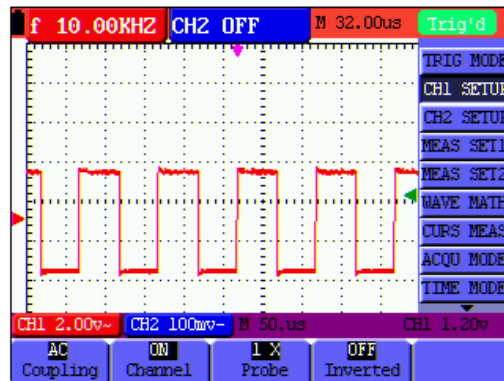 f 10.00KHZ CH2 OFF M 32.00us Trig'd
TRIG MODE
CH1 SETUP
CH2 SETUP
MEAS SET1
MEAS SET2
WAVE MATH
CURS MEAS
ACQU MODE
TIME MODE
CH1 2.00v~ CH2 100mv- M 50.us CH1 1.20v
AC ON 1 X OFF
Coupling Channel Probe Inverted